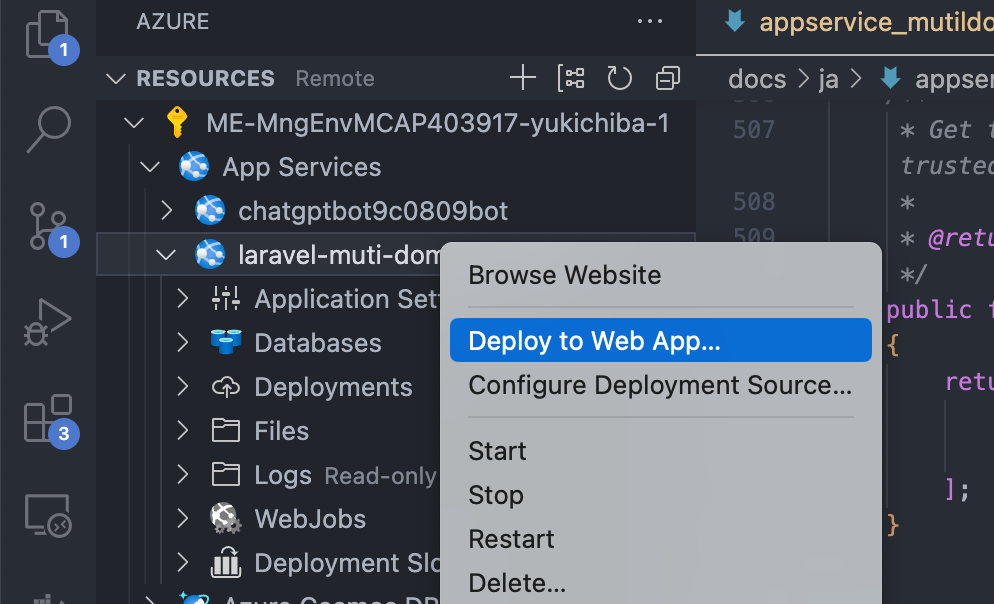 AZURE
appservice_mutildo
1
RESOURCES Remote
docs > ja > appser
ME-MngEnvMCAP403917-yukichiba-1
507 * Get t
App Services
trusted
chatgptbot9c0809bot
508 *
1
509 * @retu
laravel-muti-dom
*/
Browse Website
Application Set
public f
Deploy to Web App...
{
Databases
Deployments
Configure Deployment Source...
retu
Files
3
Start
Logs Read-only
];
Stop
WebJobs
}
Restart
Deployment Slo
Delete...